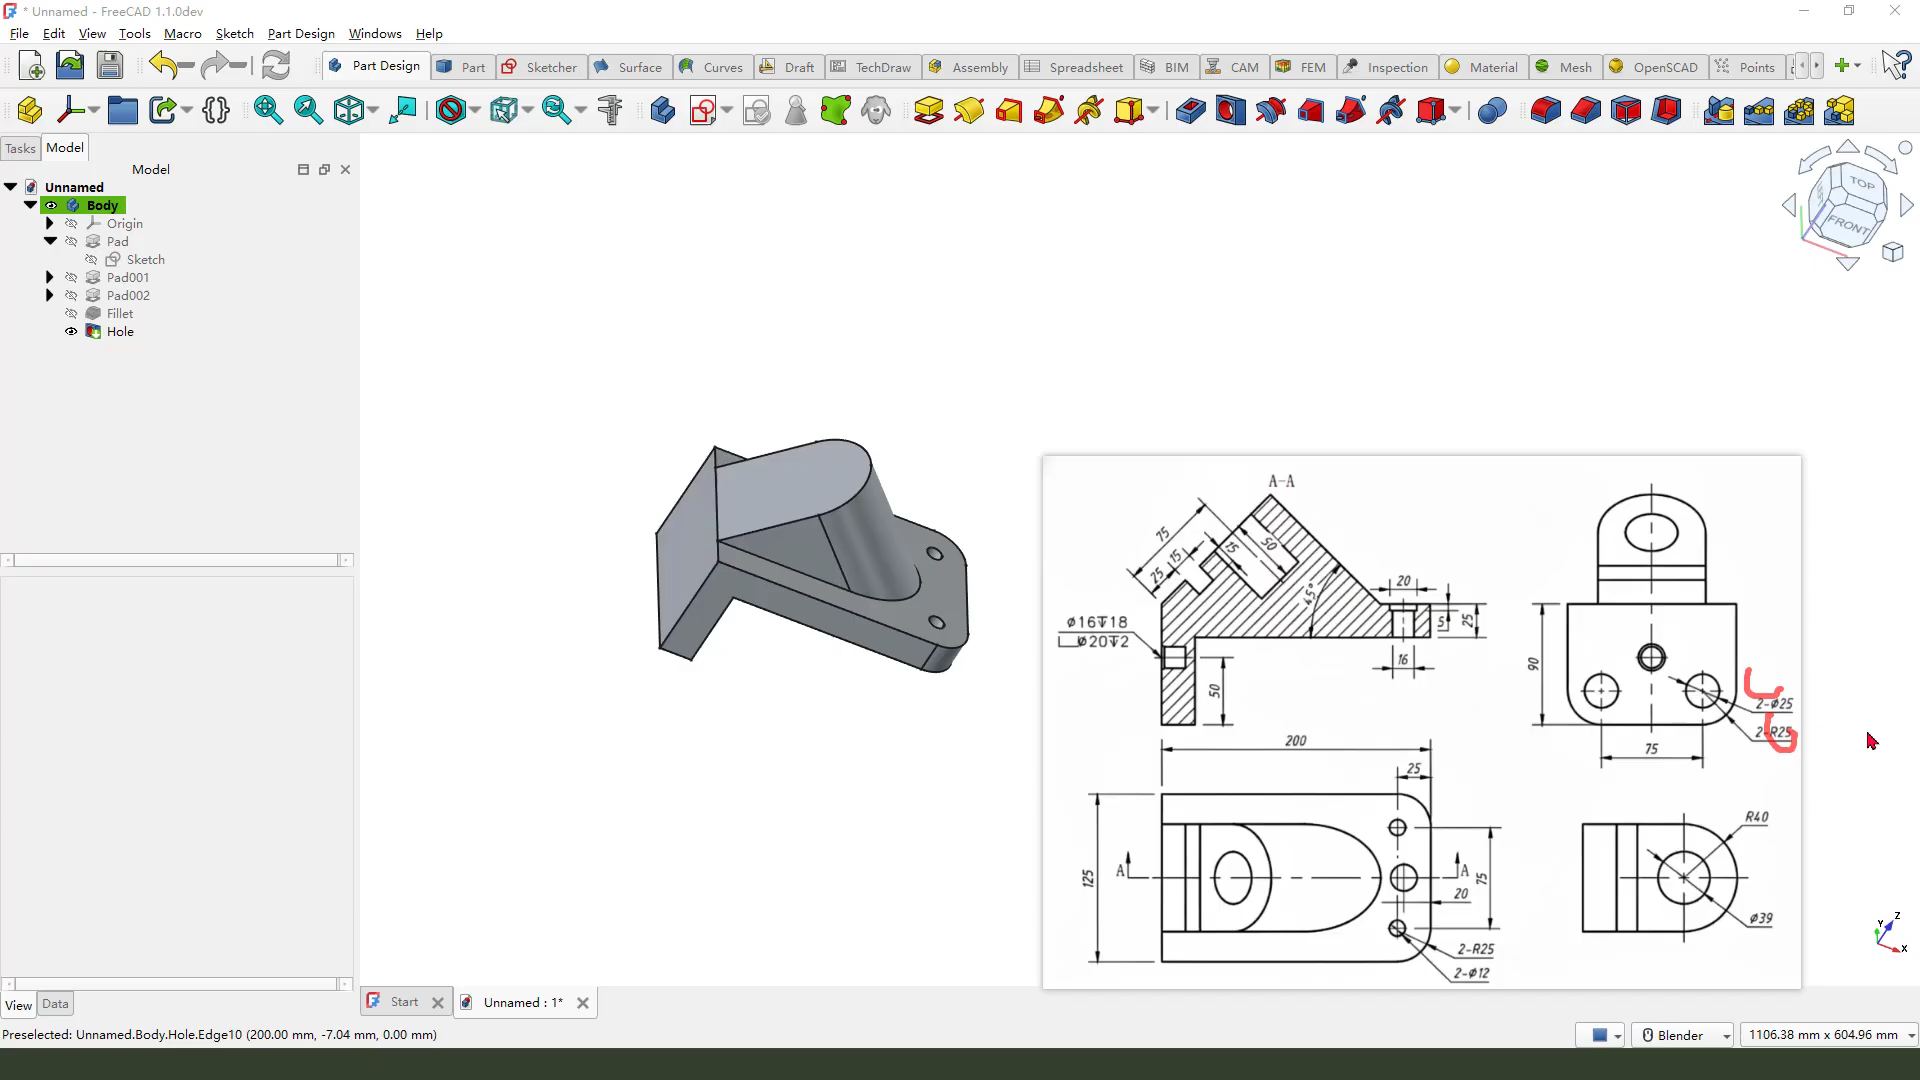 * Unnamed - FreeCAD 1.1.0dev
File Edit View Tools Macro Sketch Part Design Windows Help
Part Design Part Sketcher Surface Curves Draft TechDraw Assembly Spreadsheet BIM CAM FEM Inspection Material Mesh OpenSCAD Points
Tasks Model
Model
Unnamed
Body
Origin
Pad
Sketch
Pad001
Pad002
Fillet
Hole
TOP
FRONT
A-A
75
15
25
15
50
45°
20
5
25
16
ø16↧18
⌴ø20↧2
50
90
2-ø25
2-R25
75
200
25
125
A
A
75
20
2-R25
2-ø12
R40
ø39
Z
Y
X
View Data
Start Unnamed : 1*
Preselected: Unnamed.Body.Hole.Edge10 (200.00 mm, -7.04 mm, 0.00 mm)
Blender 1106.38 mm x 604.96 mm